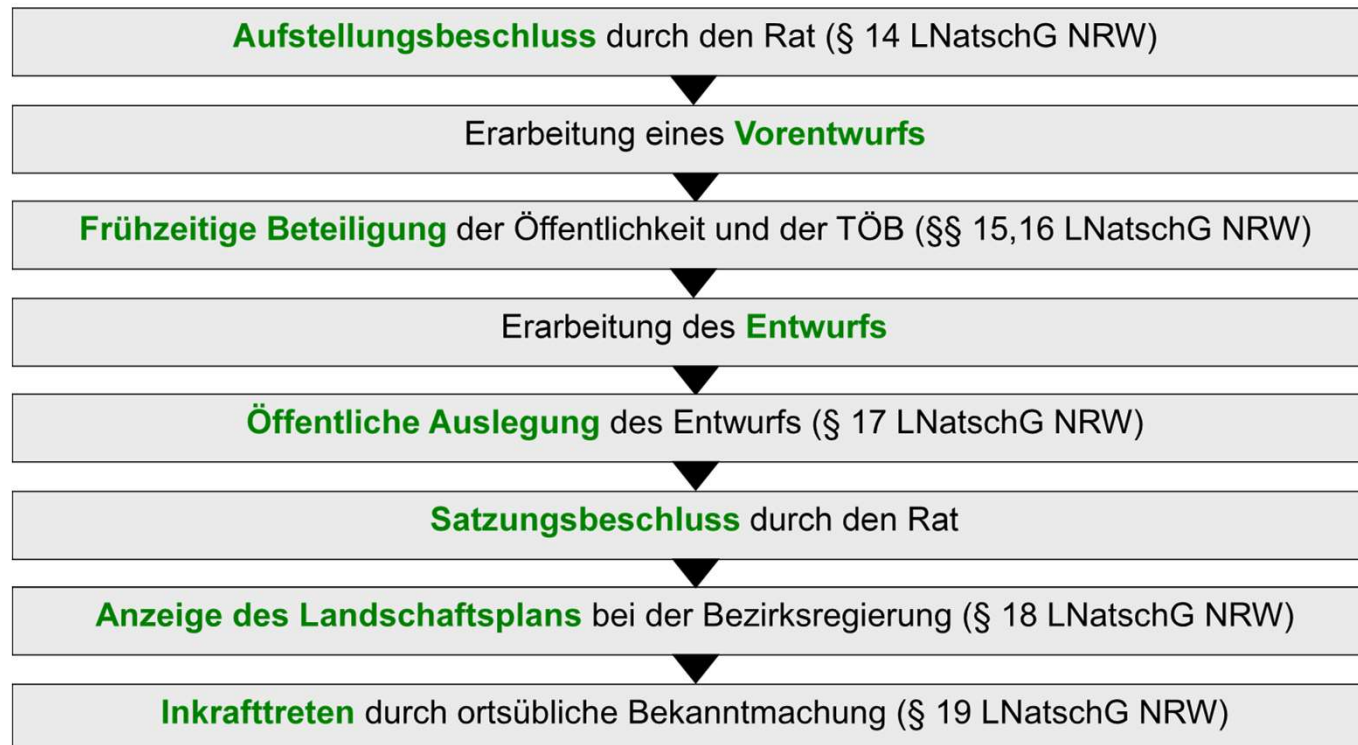 Aufstellungsbeschluss durch den Rat (§ 14 LNatschG NRW)
Erarbeitung eines Vorentwurfs
Frühzeitige Beteiligung der Öffentlichkeit und der TÖB (§§ 15,16 LNatschG NRW)
Erarbeitung des Entwurfs
Öffentliche Auslegung des Entwurfs (§ 17 LNatschG NRW)
Satzungsbeschluss durch den Rat
Anzeige des Landschaftsplans bei der Bezirksregierung (§ 18 LNatschG NRW)
Inkrafttreten durch ortsübliche Bekanntmachung (§ 19 LNatschG NRW)